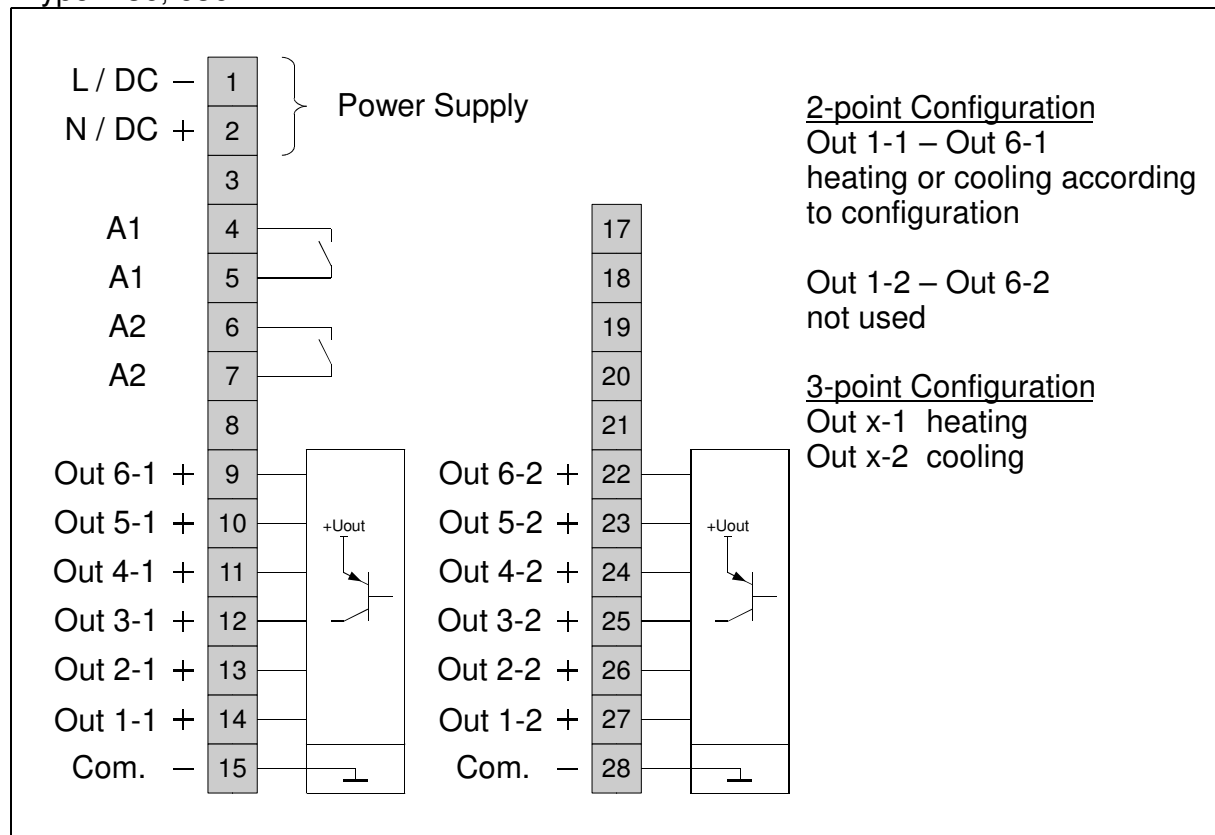 L / DC − 1
N / DC + 2
Power Supply
3
A1 4
A1 5
A2 6
A2 7
8
Out 6-1 + 9
Out 5-1 + 10
Out 4-1 + 11
Out 3-1 + 12
Out 2-1 + 13
Out 1-1 + 14
Com. − 15
+Uout
17
18
19
20
21
Out 6-2 + 22
Out 5-2 + 23
Out 4-2 + 24
Out 3-2 + 25
Out 2-2 + 26
Out 1-2 + 27
Com. − 28
+Uout
2-point Configuration
Out 1-1 – Out 6-1
heating or cooling according
to configuration
Out 1-2 – Out 6-2
not used
3-point Configuration
Out x-1 heating
Out x-2 cooling